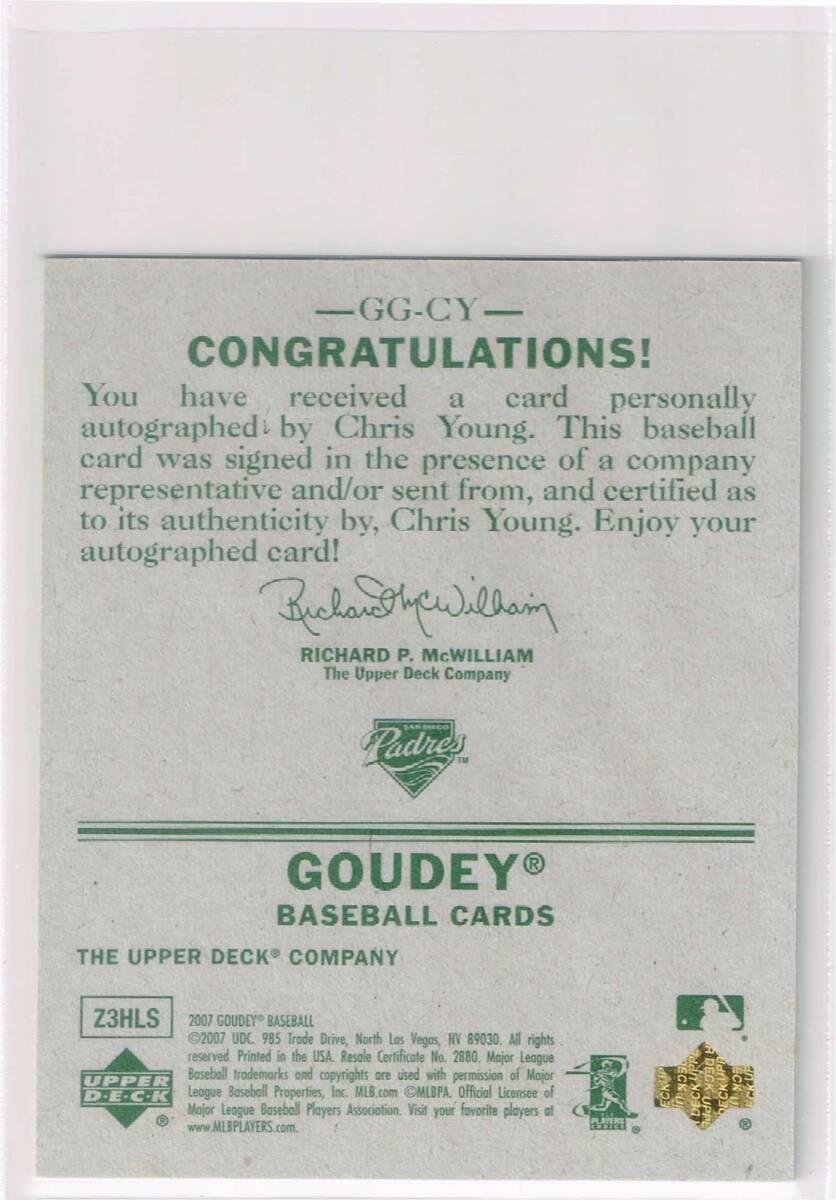 —GG-CY—
CONGRATULATIONS!
You have received a card personally
autographed by Chris Young. This baseball
card was signed in the presence of a company
representative and/or sent from, and certified as
to its authenticity by, Chris Young. Enjoy your
autographed card!
Richard McWilliam
RICHARD P. McWILLIAM
The Upper Deck Company
SAN DIEGO
Padres TM
GOUDEY®
BASEBALL CARDS
THE UPPER DECK® COMPANY
Z3HLS
2007 GOUDEY® BASEBALL
©2007 UDC. 985 Trade Drive, North Las Vegas, NV 89030. All rights
reserved. Printed in the USA. Resale Certificate No. 2880. Major League
Baseball trademarks and copyrights are used with permission of Major
League Baseball Properties, Inc. MLB.com ©MLBPA. Official Licensee of
Major League Baseball Players Association. Visit your favorite players at
www.MLBPLAYERS.com.
UPPER
D·E·C·K
®
PLAYERS
CHOICE
®
®
®